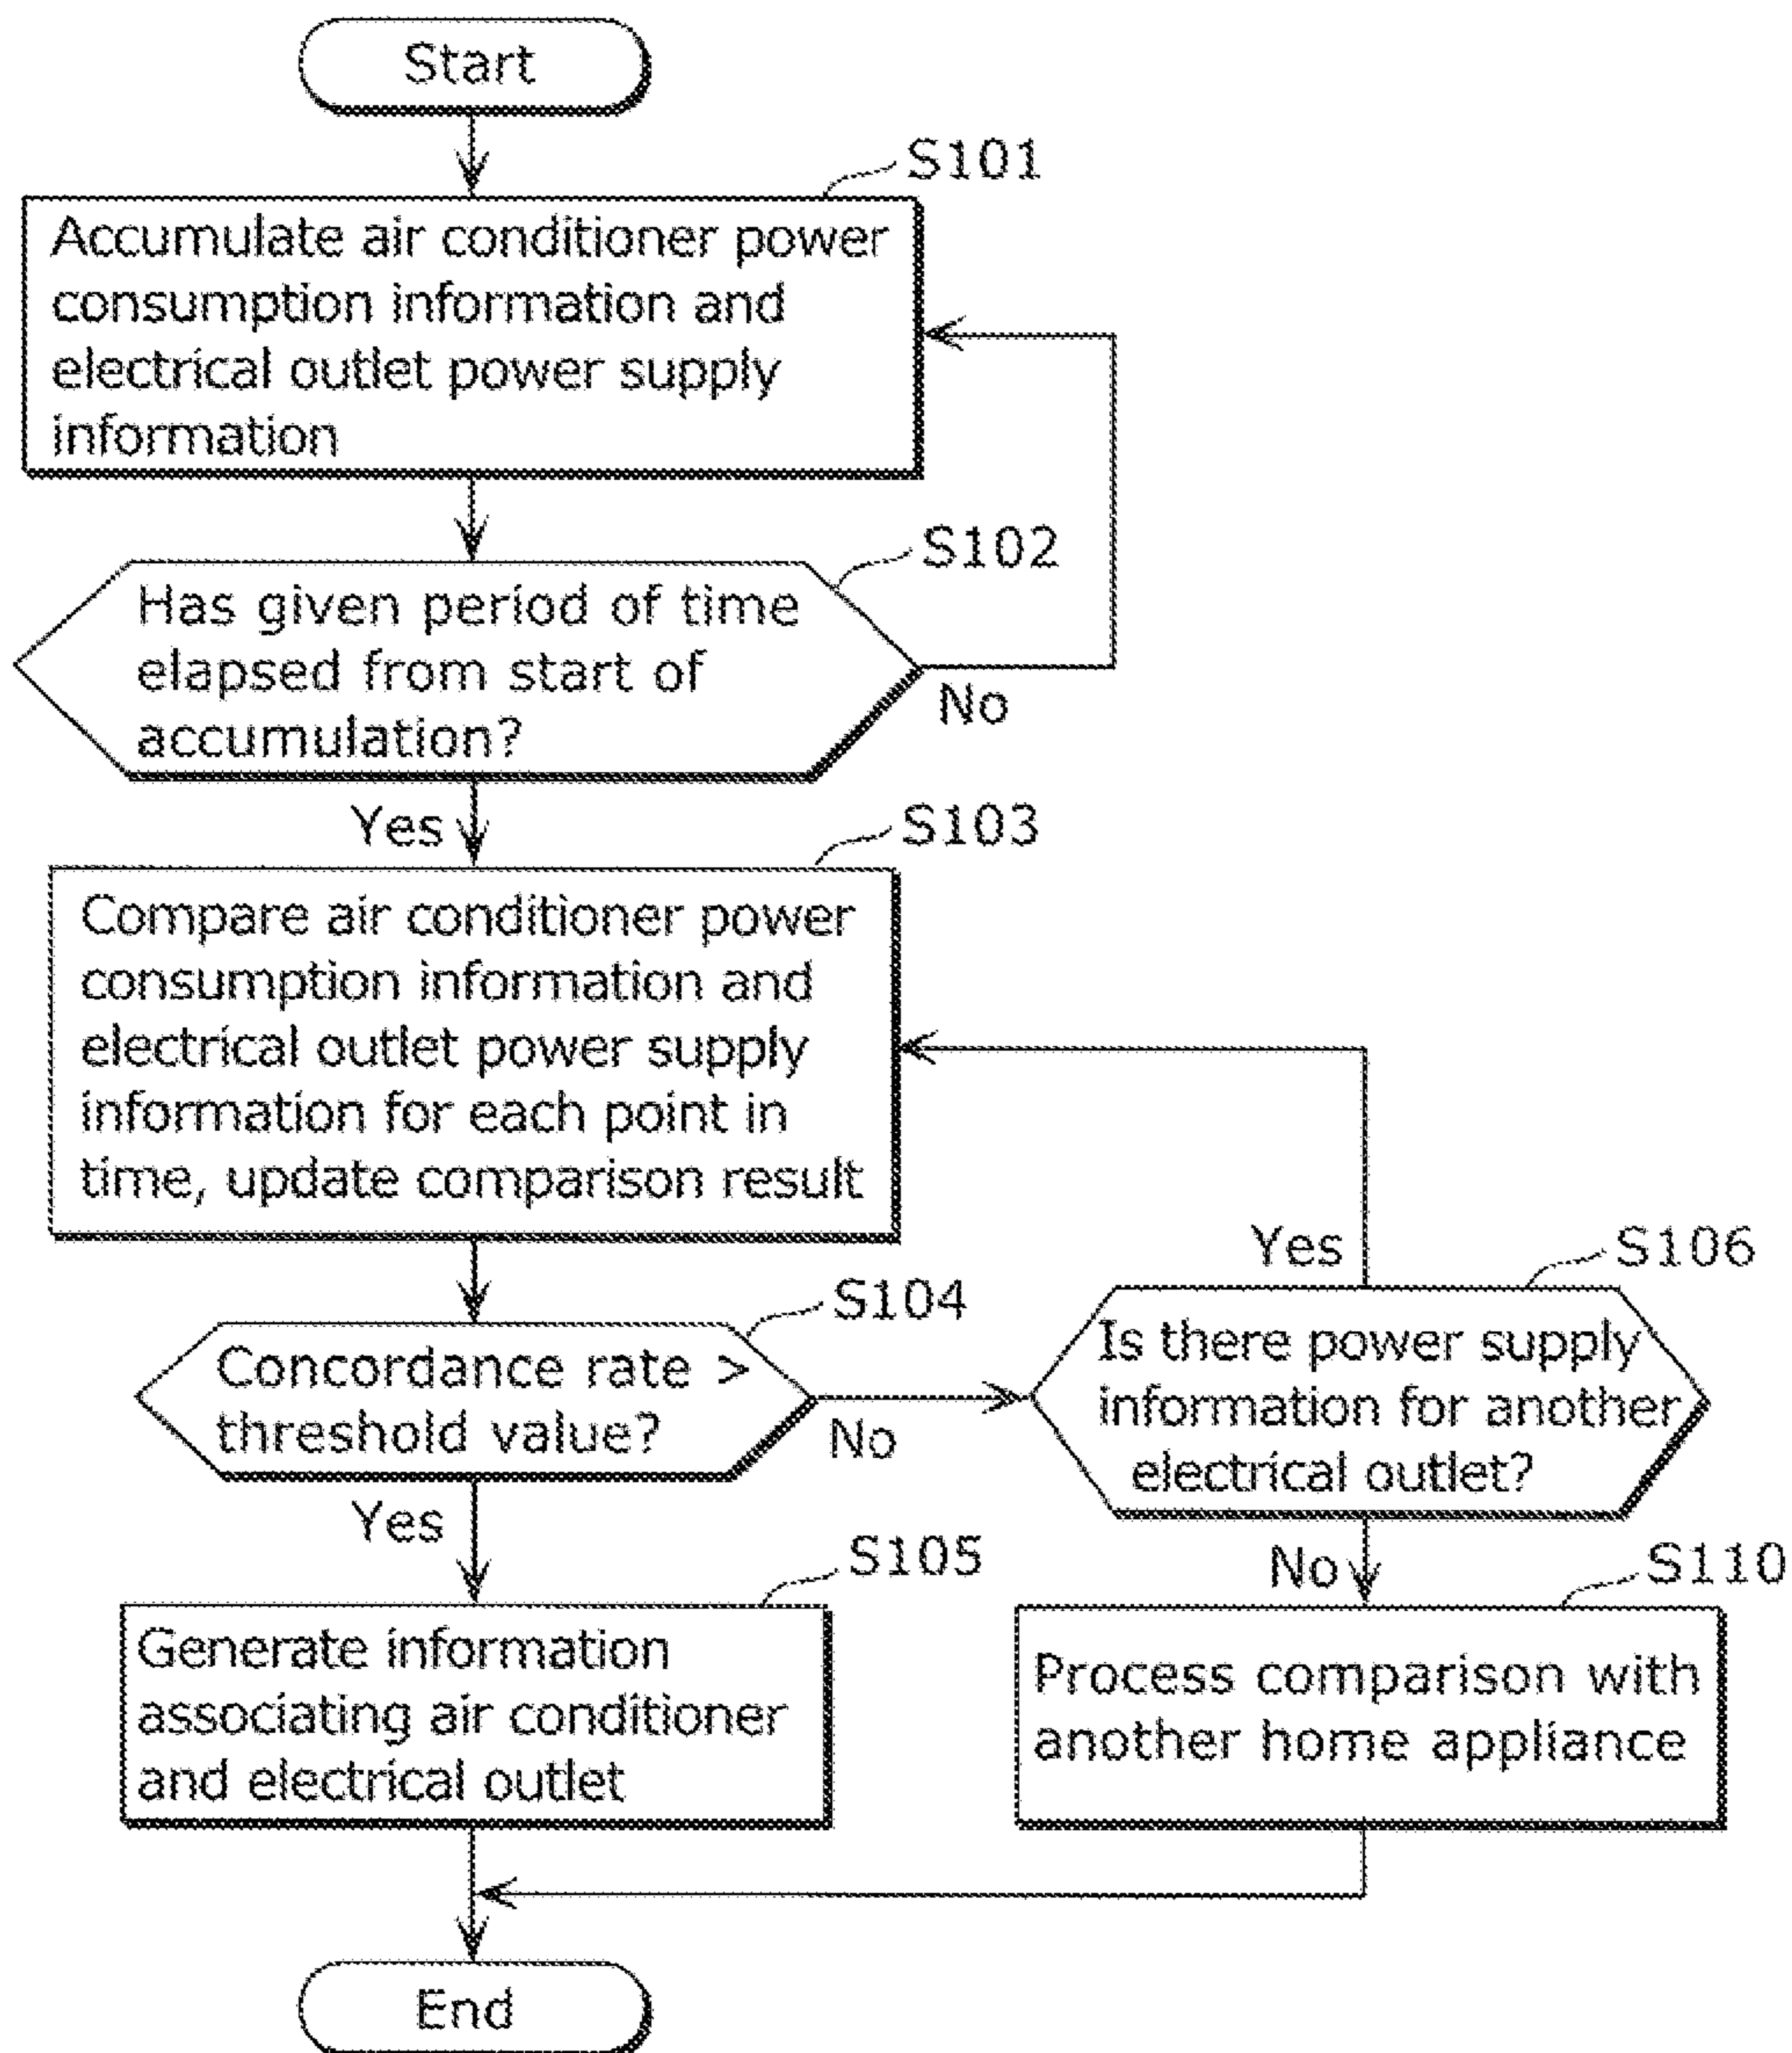 Start
S101
Accumulate air conditioner power
consumption information and
electrical outlet power supply
information
S102
Has given period of time
elapsed from start of
accumulation?
No
Yes
S103
Compare air conditioner power
consumption information and
electrical outlet power supply
information for each point in
time, update comparison result
S104
Concordance rate >
threshold value?
No
Yes
S106
Is there power supply
information for another
electrical outlet?
Yes
No
S105
Generate information
associating air conditioner
and electrical outlet
S110
Process comparison with
another home appliance
End